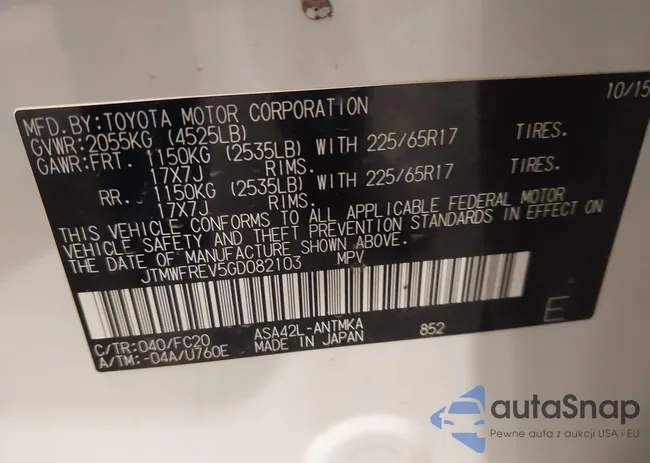 MFD.BY:TOYOTA MOTOR CORPORATION 10/15
GVWR:2055KG (4525LB)
GAWR:FRT. 1150KG (2535LB) WITH 225/65R17 TIRES.
17X7J RIMS.
RR. 1150KG (2535LB) WITH 225/65R17 TIRES.
17X7J RIMS.
THIS VEHICLE CONFORMS TO ALL APPLICABLE FEDERAL MOTOR
VEHICLE SAFETY AND THEFT PREVENTION STANDARDS IN EFFECT ON
THE DATE OF MANUFACTURE SHOWN ABOVE.
JTMWFREV5GD082103 MPV
E
C/TR:040/FC20 ASA42L-ANTMKA 852
A/TM:-04A/U760E MADE IN JAPAN
autaSnap
Pewne auta z aukcji USA i EU